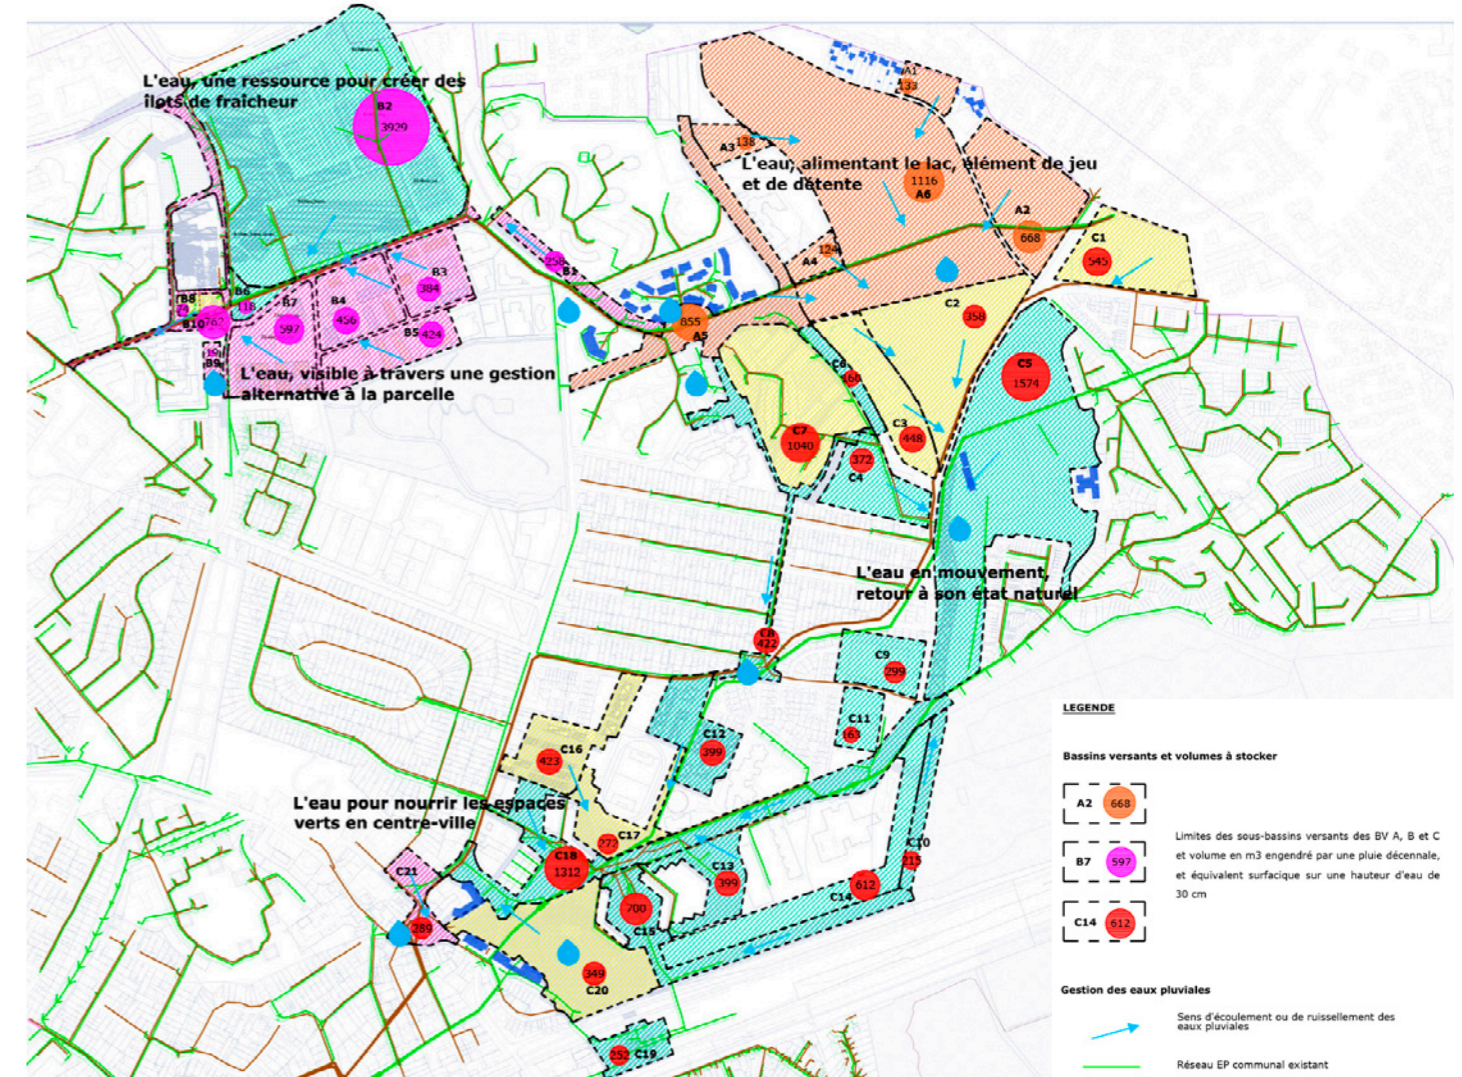 L'eau, une ressource pour créer des
îlots de fraîcheur
B2
3929
A1
133
A3
138
L'eau, alimentant le lac, élément de jeu
et de détente
1116
A6
A2
668
C1
545
124
A4
B1
B3
384
B6
118
B7
597
B4
456
B5
424
B8
B10
762
B9
855
A5
C2
358
C5
1574
C6
160
L'eau, visible à travers une gestion
alternative à la parcelle
C7
1040
C3
448
372
C4
L'eau en mouvement,
retour à son état naturel
422
C9
299
C11
163
C12
399
C16
423
L'eau pour nourrir les espaces
verts en centre-ville
C17
272
C18
1312
C13
399
C10
215
612
C14
C21
289
700
C15
349
C20
252
C19
LEGENDE
Bassins versants et volumes à stocker
A2 668
B7 597
C14 612
Limites des sous-bassins versants des BV A, B et C
et volume en m3 engendré par une pluie décennale,
et équivalent surfacique sur une hauteur d'eau de
30 cm
Gestion des eaux pluviales
Sens d'écoulement ou de ruissellement des
eaux pluviales
Réseau EP communal existant